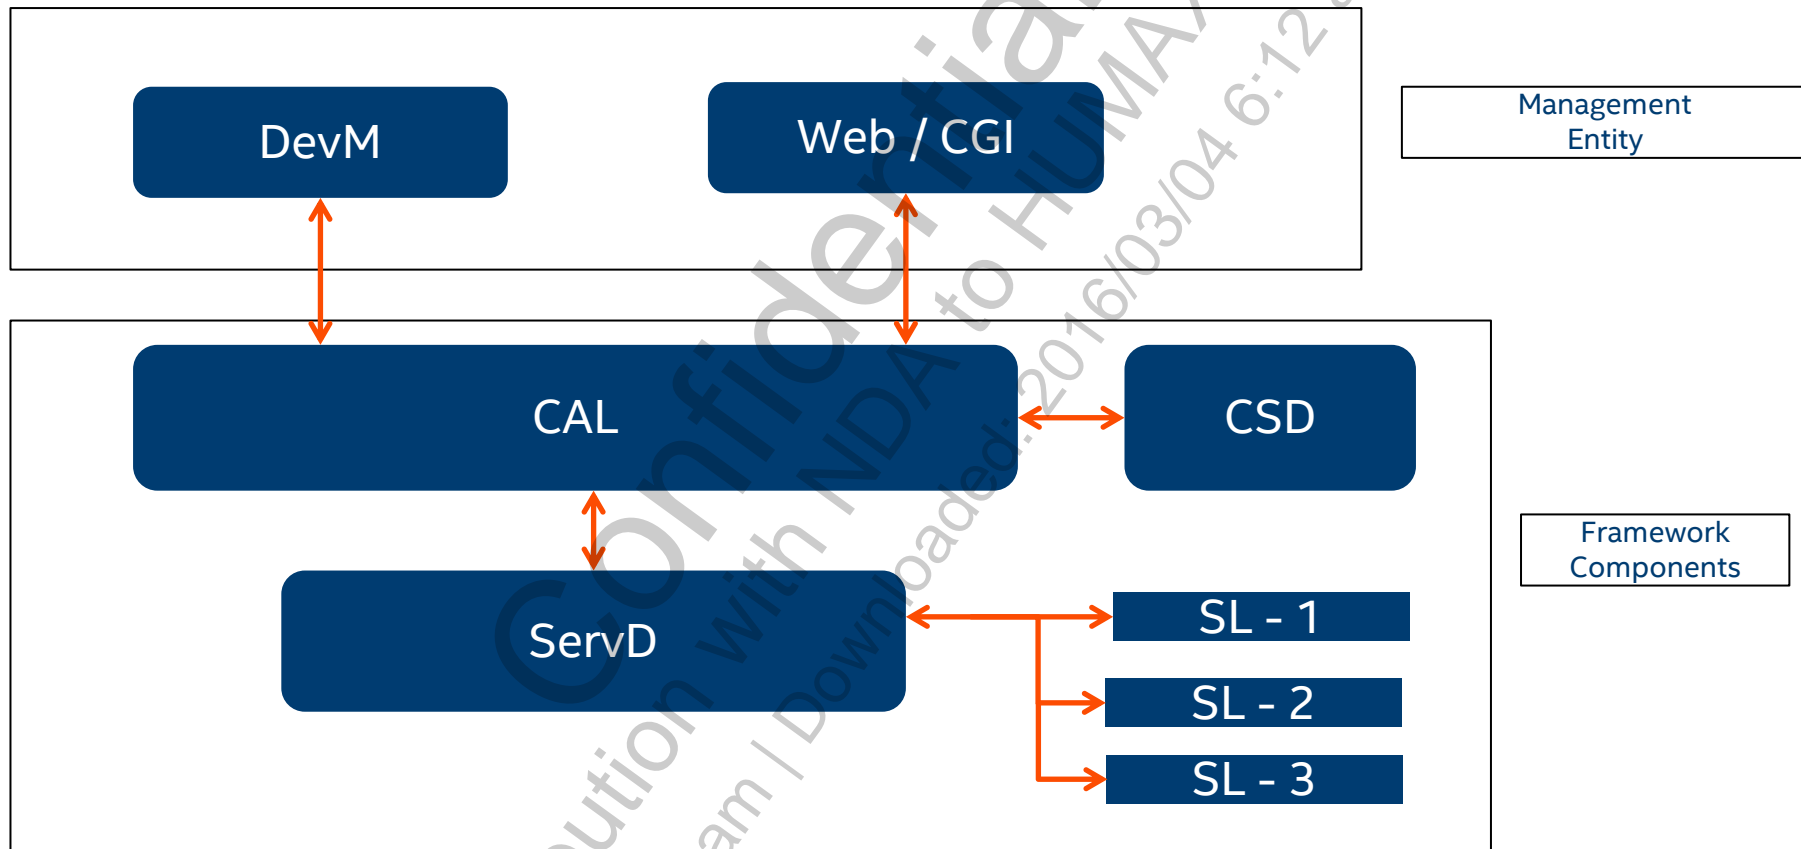 DevM
Web / CGI
Management
Entity
CAL
CSD
Framework
Components
ServD
SL - 1
SL - 2
SL - 3
Confidential
with NDA to HUMAX
Downloaded: 2016/03/04 6:12